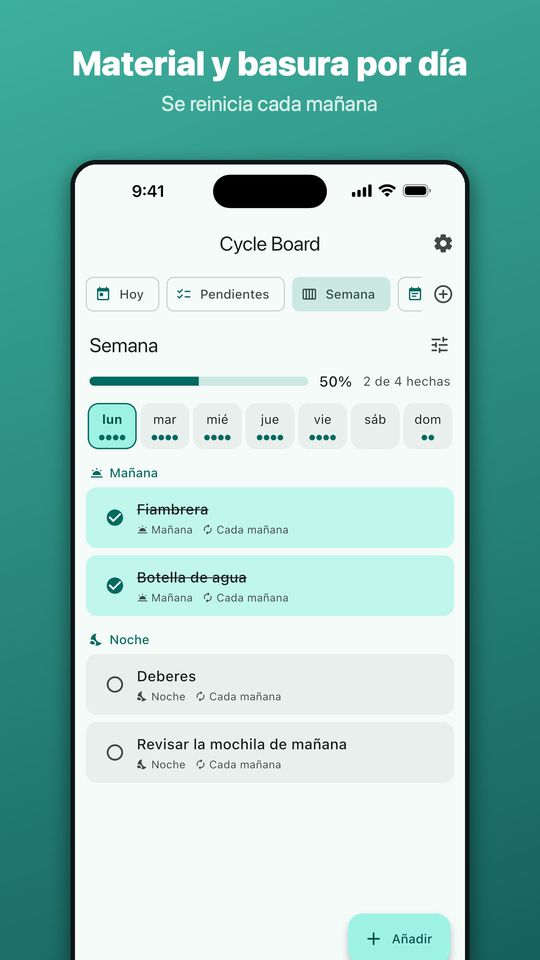 Material y basura por día
Se reinicia cada mañana
9:41
Cycle Board
Hoy
Pendientes
Semana
Semana
50% 2 de 4 hechas
lun mar mié jue vie sáb dom
Mañana
Fiambrera
Mañana Cada mañana
Botella de agua
Mañana Cada mañana
Noche
Deberes
Noche Cada mañana
Revisar la mochila de mañana
Noche Cada mañana
Añadir